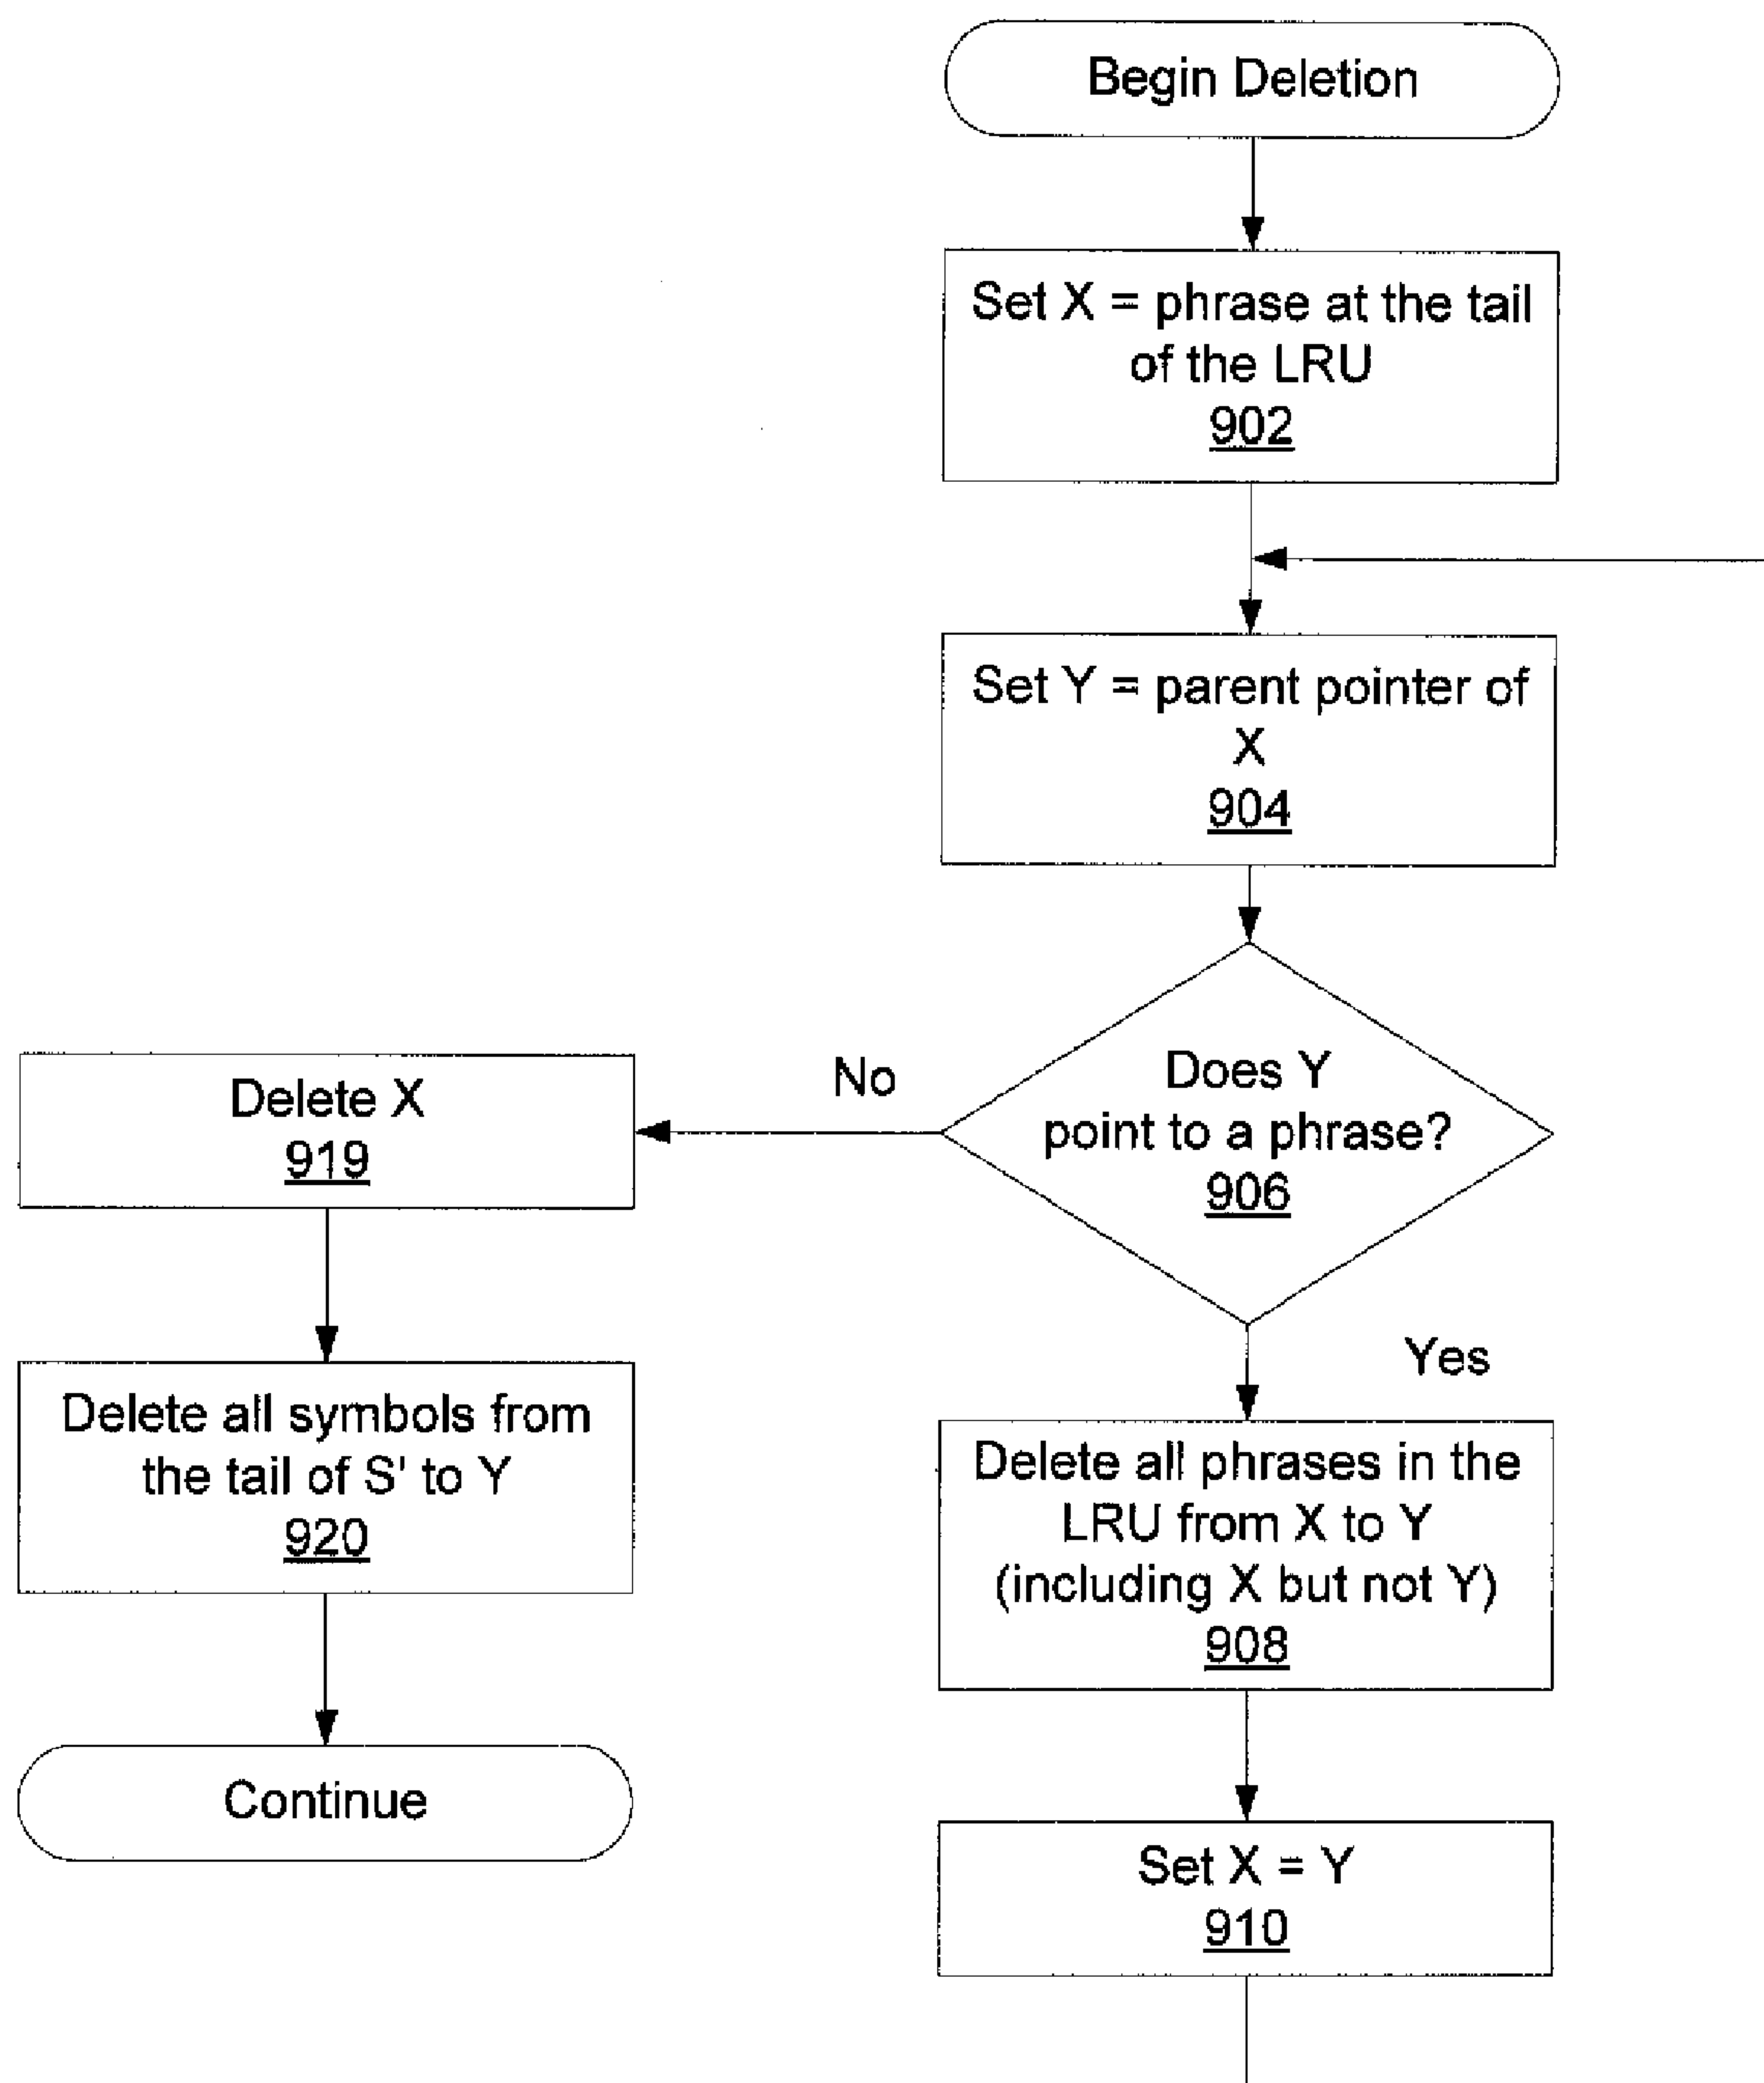 Begin Deletion
Set X = phrase at the tail
of the LRU
902
Set Y = parent pointer of
X
904
Does Y
point to a phrase?
906
No
Yes
Delete X
919
Delete all symbols from
the tail of S' to Y
920
Continue
Delete all phrases in the
LRU from X to Y
(including X but not Y)
908
Set X = Y
910